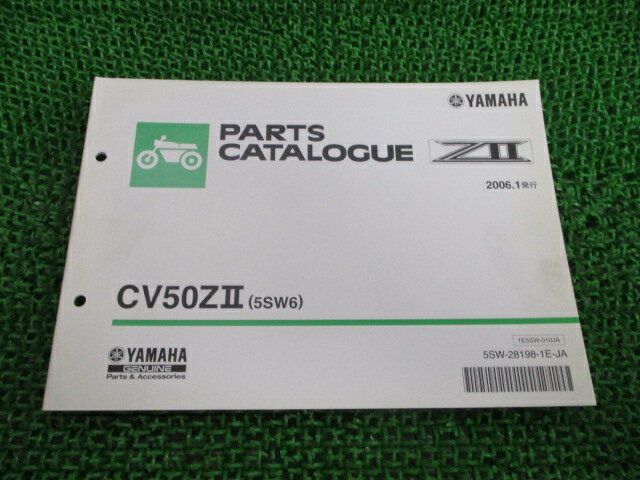 YAMAHA
PARTS
CATALOGUE
ZII
2006.1発行
CV50ZII (5SW6)
1E5SW-010JA
5SW-28198-1E-JA
YAMAHA
GENUINE
Parts & Accessories